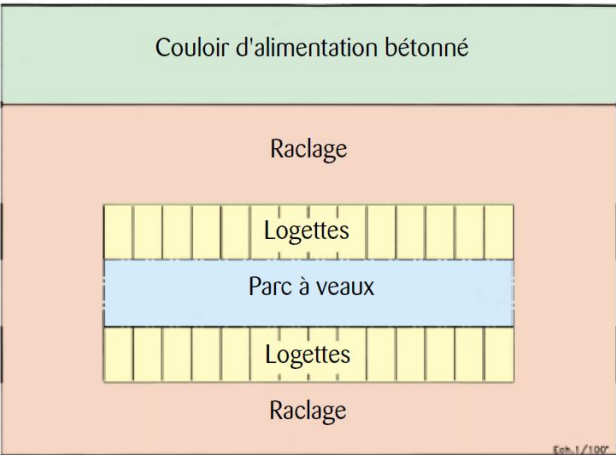 Couloir d'alimentation bétonné
Raclage
Logettes
Parc à veaux
Logettes
Raclage
Ech.1/100°